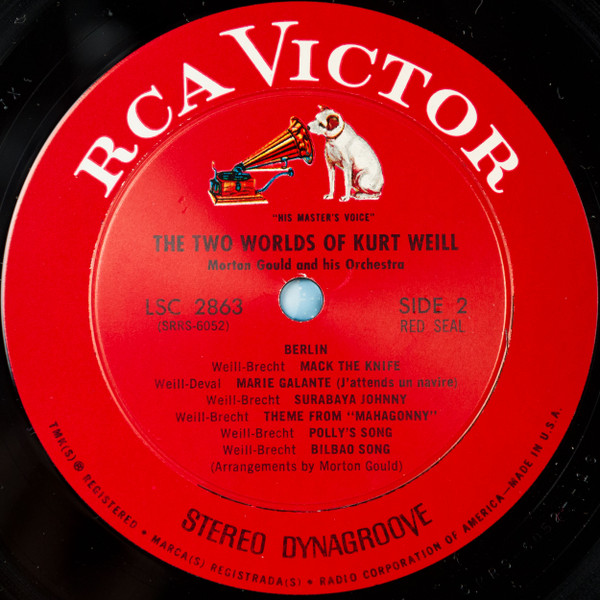 RCA VICTOR
"HIS MASTER'S VOICE"
THE TWO WORLDS OF KURT WEILL
Morton Gould and his Orchestra
LSC 2863
(SRRS-6052)
SIDE 2
RED SEAL
BERLIN
Weill-Brecht MACK THE KNIFE
Weill-Deval MARIE GALANTE (J'attends un navire)
Weill-Brecht SURABAYA JOHNNY
Weill-Brecht THEME FROM "MAHAGONNY"
Weill-Brecht POLLY'S SONG
Weill-Brecht BILBAO SONG
(Arrangements by Morton Gould)
STEREO DYNAGROOVE
TMK(S) ® REGISTERED • MARCA(S) REGISTRADA(S) • RADIO CORPORATION OF AMERICA—MADE IN U.S.A.